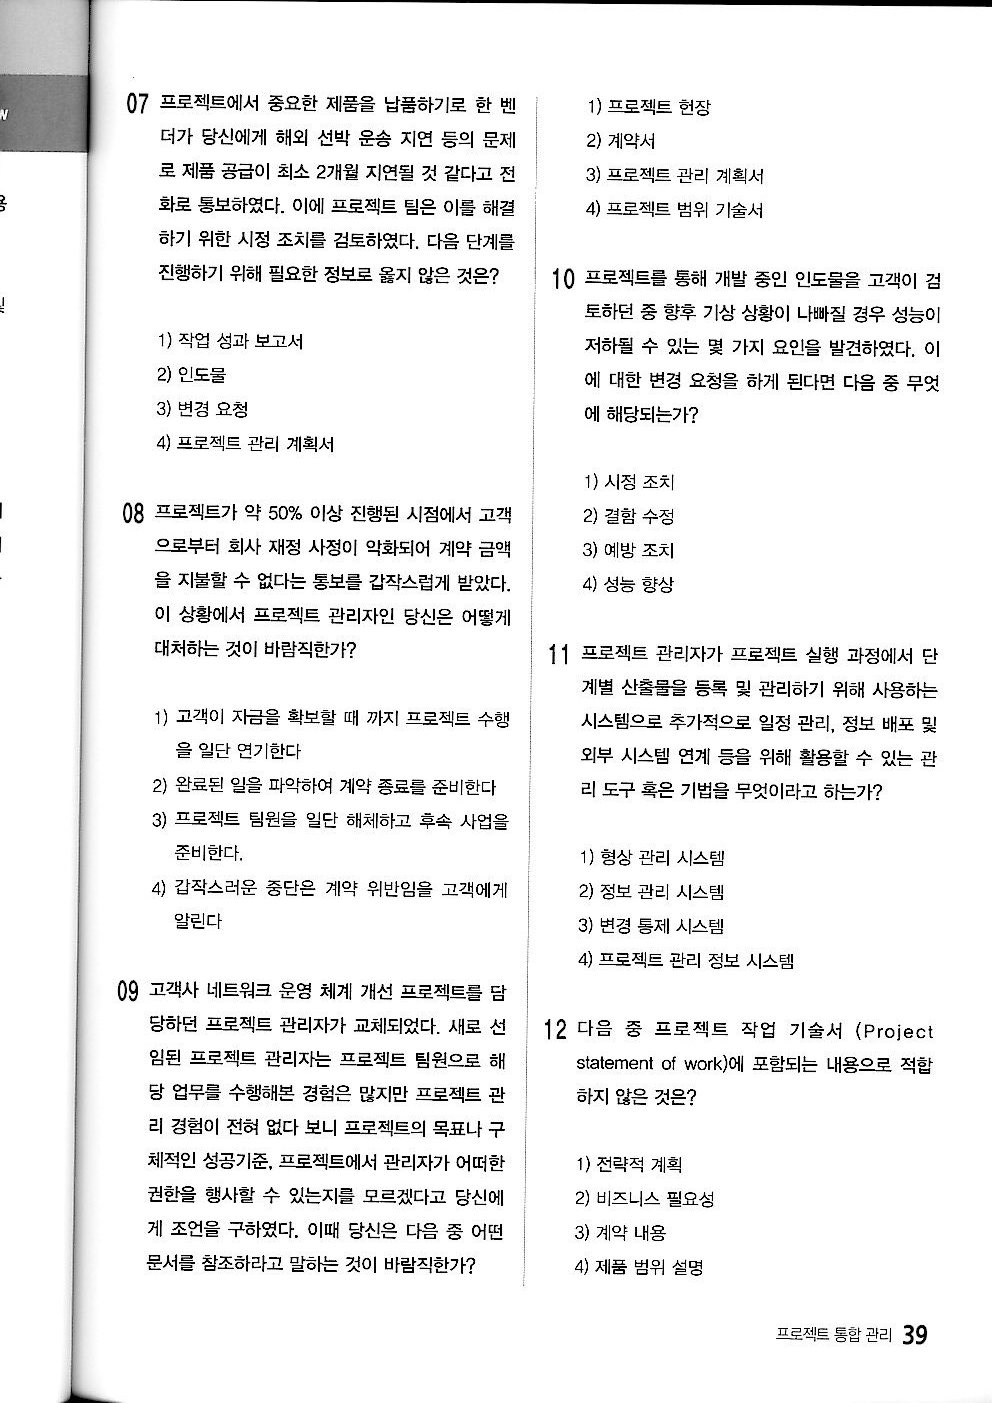 07 프로젝트에서 중요한 제품을 납품하기로 한 벤
더가 당신에게 해외 선박 운송 지연 등의 문제
로 제품 공급이 최소 2개월 지연될 것 같다고 전
화로 통보하였다. 이에 프로젝트 팀은 이를 해결
하기 위한 시정 조치를 검토하였다. 다음 단계를
진행하기 위해 필요한 정보로 옳지 않은 것은?
1) 작업 성과 보고서
2) 인도물
3) 변경 요청
4) 프로젝트 관리 계획서
08 프로젝트가 약 50% 이상 진행된 시점에서 고객
으로부터 회사 재정 사정이 악화되어 계약 금액
을 지불할 수 없다는 통보를 갑작스럽게 받았다.
이 상황에서 프로젝트 관리자인 당신은 어떻게
대처하는 것이 바람직한가?
1) 고객이 자금을 확보할 때 까지 프로젝트 수행
을 일단 연기한다
2) 완료된 일을 파악하여 계약 종료를 준비한다
3) 프로젝트 팀원을 일단 해체하고 후속 사업을
준비한다.
4) 갑작스러운 중단은 계약 위반임을 고객에게
알린다
09 고객사 네트워크 운영 체계 개선 프로젝트를 담
당하던 프로젝트 관리자가 교체되었다. 새로 선
임된 프로젝트 관리자는 프로젝트 팀원으로 해
당 업무를 수행해본 경험은 많지만 프로젝트 관
리 경험이 전혀 없다 보니 프로젝트의 목표나 구
체적인 성공기준, 프로젝트에서 관리자가 어떠한
권한을 행사할 수 있는지를 모르겠다고 당신에
게 조언을 구하였다. 이때 당신은 다음 중 어떤
문서를 참조하라고 말하는 것이 바람직한가?
1) 프로젝트 헌장
2) 계약서
3) 프로젝트 관리 계획서
4) 프로젝트 범위 기술서
10 프로젝트를 통해 개발 중인 인도물을 고객이 검
토하던 중 향후 기상 상황이 나빠질 경우 성능이
저하될 수 있는 몇 가지 요인을 발견하였다. 이
에 대한 변경 요청을 하게 된다면 다음 중 무엇
에 해당되는가?
1) 시정 조치
2) 결함 수정
3) 예방 조치
4) 성능 향상
11 프로젝트 관리자가 프로젝트 실행 과정에서 단
계별 산출물을 등록 및 관리하기 위해 사용하는
시스템으로 추가적으로 일정 관리, 정보 배포 및
외부 시스템 연계 등을 위해 활용할 수 있는 관
리 도구 혹은 기법을 무엇이라고 하는가?
1) 형상 관리 시스템
2) 정보 관리 시스템
3) 변경 통제 시스템
4) 프로젝트 관리 정보 시스템
12 다음 중 프로젝트 작업 기술서 (Project
statement of work)에 포함되는 내용으로 적합
하지 않은 것은?
1) 전략적 계획
2) 비즈니스 필요성
3) 계약 내용
4) 제품 범위 설명
프로젝트 통합 관리 39